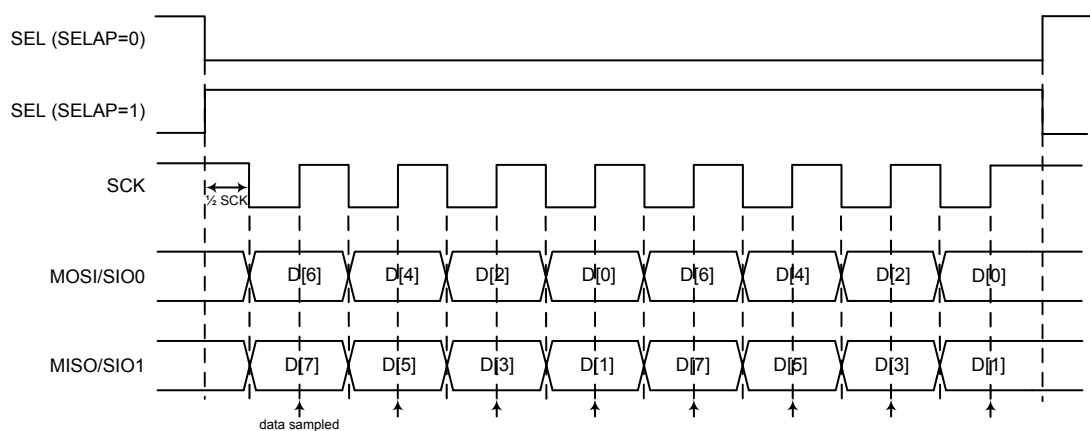 SEL (SELAP=0)
SEL (SELAP=1)
SCK
½ SCK
MOSI/SIO0 D[6] D[4] D[2] D[0] D[6] D[4] D[2] D[0]
MISO/SIO1 D[7] D[5] D[3] D[1] D[7] D[5] D[3] D[1]
data sampled